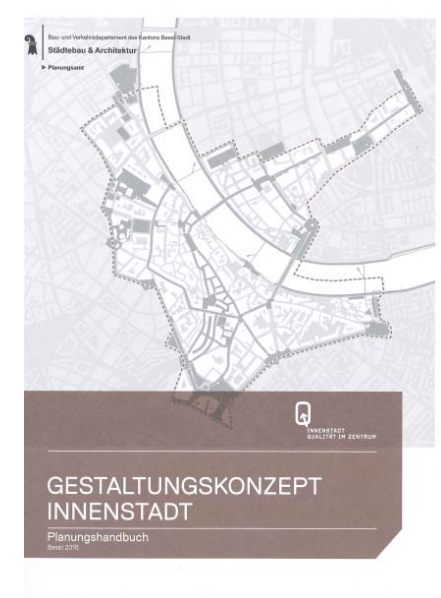 Bau- und Verkehrsdepartement des Kantons Basel-Stadt
Städtebau & Architektur
▶ Planungsamt
INNENSTADT
QUALITÄT IM ZENTRUM
GESTALTUNGSKONZEPT
INNENSTADT
Planungshandbuch
Basel 2015